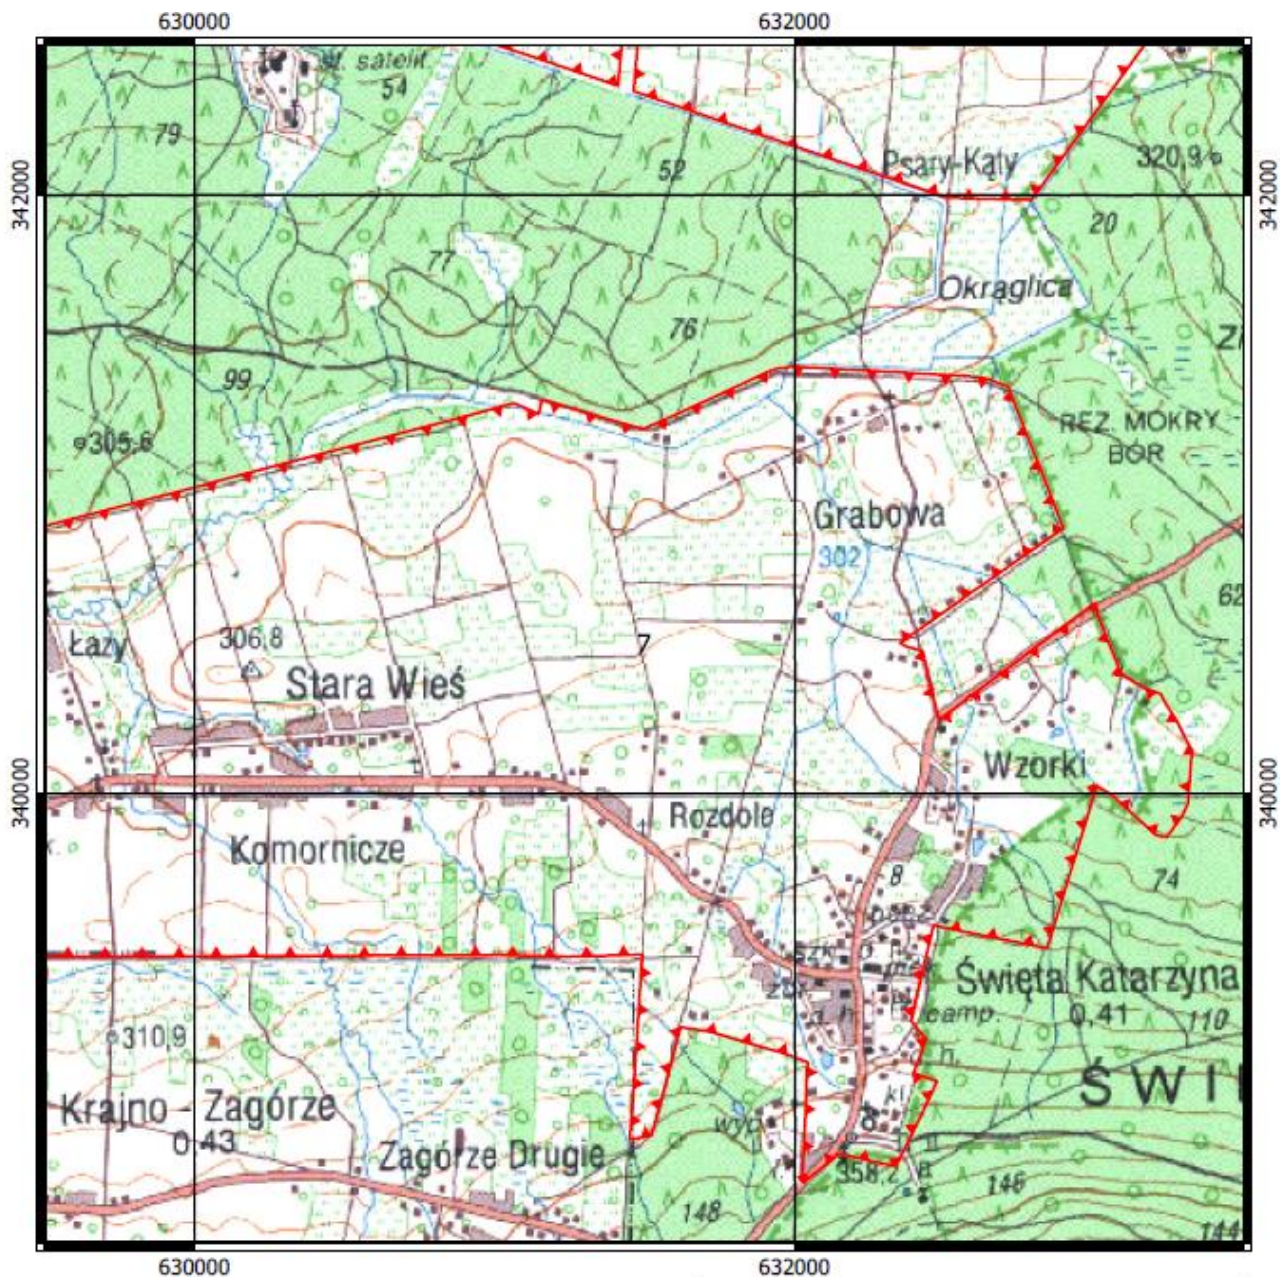 630000 632000
st. satelit.
54
79
Psary-Kąty
320,9
52
342000 342000
20
77
Okrąglica
76
99
REZ. MOKRY
BÓR
305,6
Grabowa
302
62
306,8
Łazy
7
Stara Wieś
Wzorki
340000 340000
Rozdole
Komornicze
8
74
szk.
Święta Katarzyna
0,41
camp.
110
310,9
h.
Krajno - Zagórze
0,43
ŚWI
kl.
wyp.
Zagórze Drugie
358,2
146
148
144
630000 632000